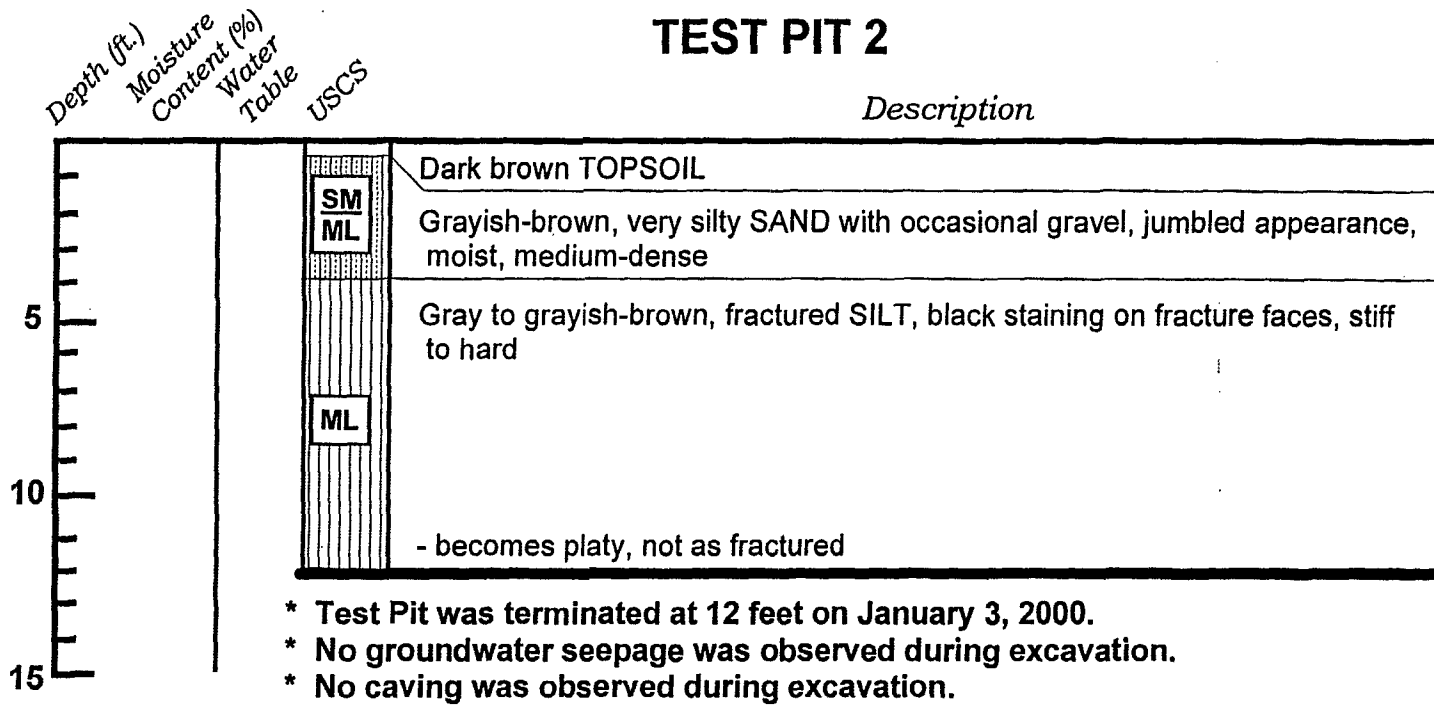 TEST PIT 2
Depth (ft.)
Moisture
Content (%)
Water
Table
USCS
Description
Dark brown TOPSOIL
SM
ML
Grayish-brown, very silty SAND with occasional gravel, jumbled appearance,
moist, medium-dense
5
Gray to grayish-brown, fractured SILT, black staining on fracture faces, stiff
to hard
ML
10
- becomes platy, not as fractured
15
* Test Pit was terminated at 12 feet on January 3, 2000.
* No groundwater seepage was observed during excavation.
* No caving was observed during excavation.